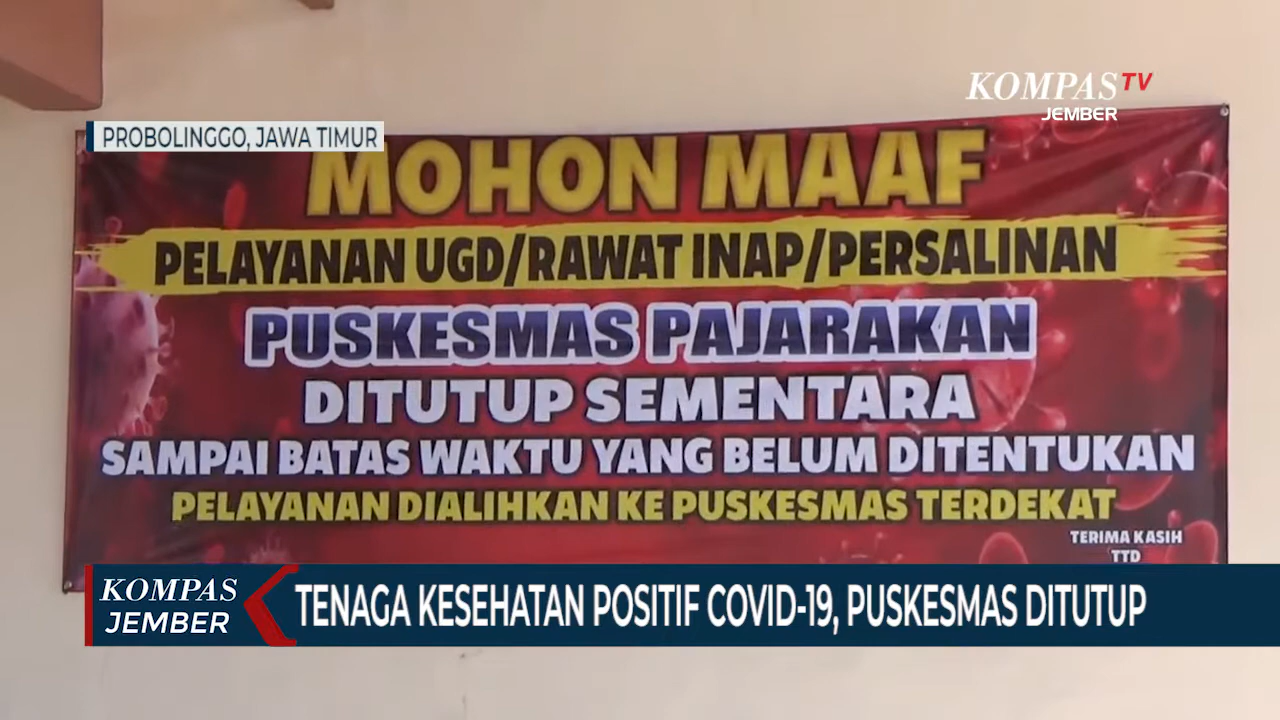 KOMPAS TV
JEMBER
PROBOLINGGO, JAWA TIMUR
MOHON MAAF
PELAYANAN UGD/RAWAT INAP/PERSALINAN
PUSKESMAS PAJARAKAN
DITUTUP SEMENTARA
SAMPAI BATAS WAKTU YANG BELUM DITENTUKAN
PELAYANAN DIALIHKAN KE PUSKESMAS TERDEKAT
TERIMA KASIH
TTD
KOMPAS
JEMBER
TENAGA KESEHATAN POSITIF COVID-19, PUSKESMAS DITUTUP